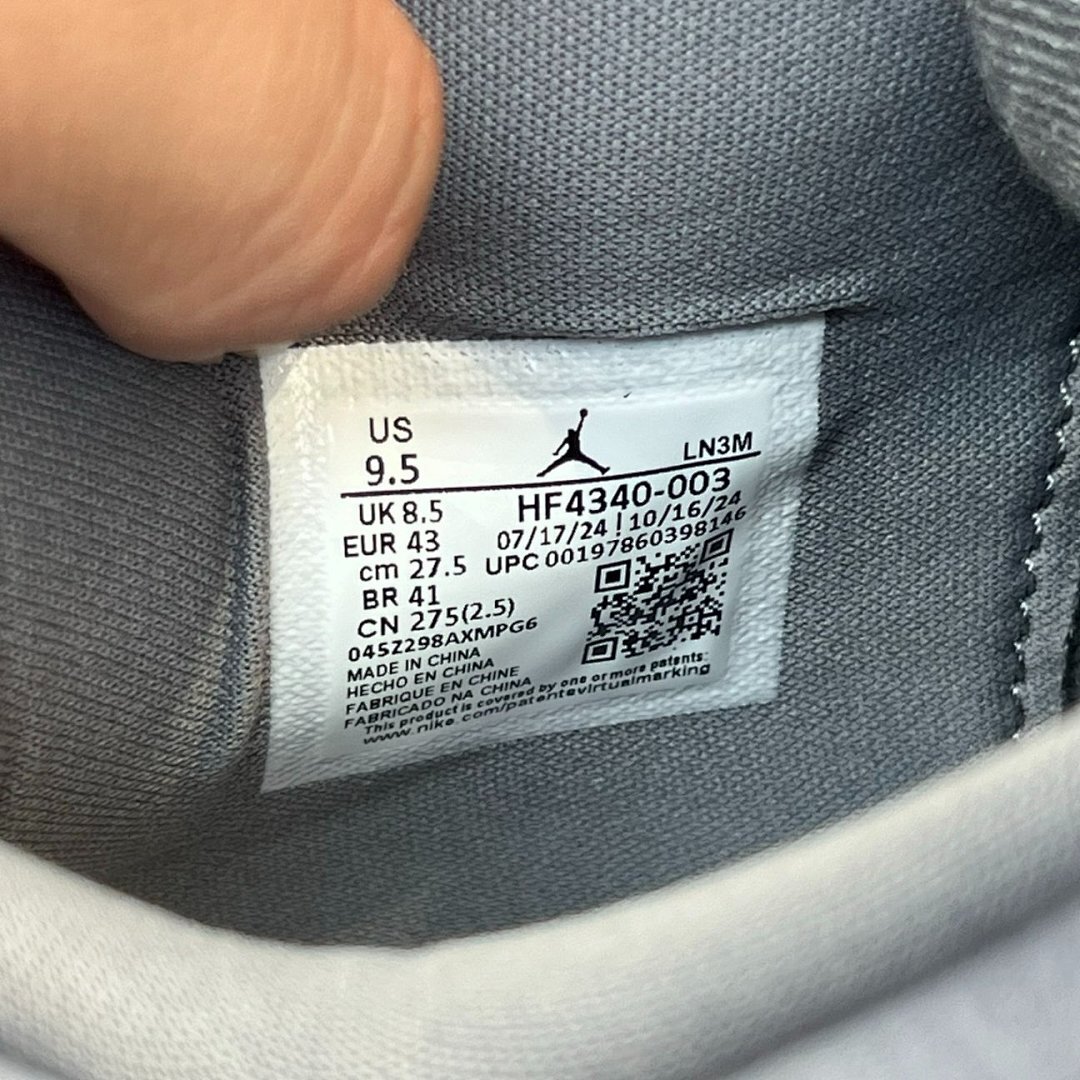 US
9.5
LN3M
UK 8.5
HF4340-003
EUR 43
07/17/24 | 10/16/24
cm 27.5
UPC 00197860398146
BR 41
CN 275(2.5)
045Z298AXMPG6
MADE IN CHINA
HECHO EN CHINA
FABRIQUE EN CHINE
FABRICADO NA CHINA
This product is covered by one or more patents:
www.nike.com/patentsvirtualmarking